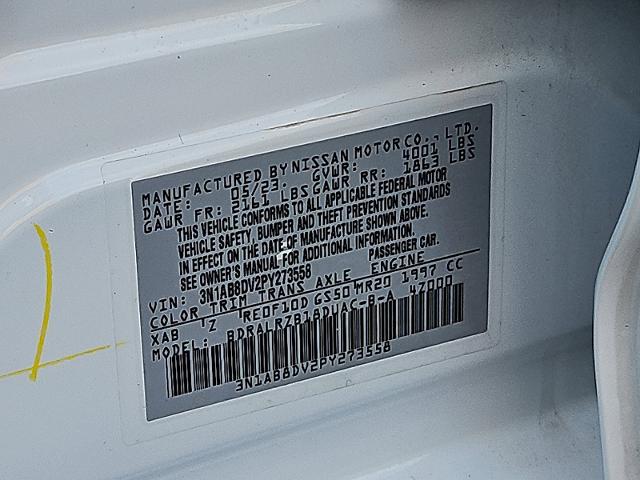 MANUFACTURED BY NISSAN MOTOR CO., LTD.
DATE: 05/23. GVWR: 4001 LBS
GAWR FR: 2161 LBS GAWR RR: 1863 LBS
THIS VEHICLE CONFORMS TO ALL APPLICABLE FEDERAL MOTOR
VEHICLE SAFETY, BUMPER AND THEFT PREVENTION STANDARDS
IN EFFECT ON THE DATE OF MANUFACTURE SHOWN ABOVE.
SEE OWNER'S MANUAL FOR ADDITIONAL INFORMATION.
VIN: 3N1AB8DV2PY273558 PASSENGER CAR.
COLOR TRIM TRANS AXLE ENGINE
XAB Z RE0F10D GS50 MR20 1997 CC
MODEL: BDRALRZB18DUAC-B-A 4Z000
3N1AB8DV2PY273558